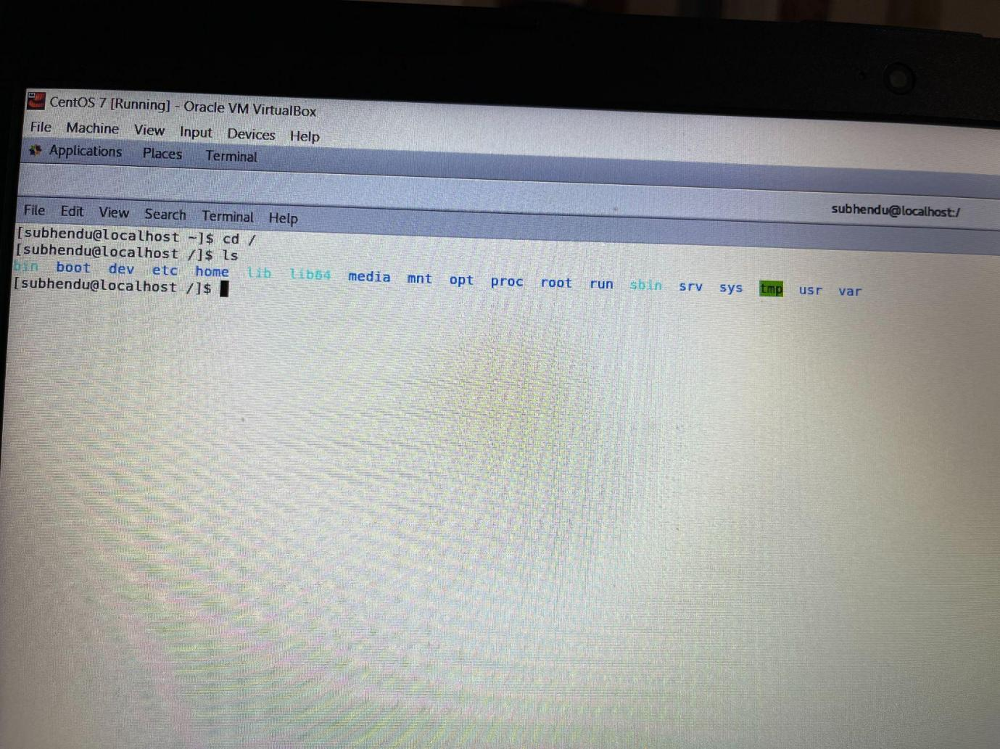 CentOS 7 [Running] - Oracle VM VirtualBox
File Machine View Input Devices Help
Applications Places Terminal
subhendu@localhost:/
File Edit View Search Terminal Help
[subhendu@localhost ~]$ cd /
[subhendu@localhost /]$ ls
bin boot dev etc home lib lib64 media mnt opt proc root run sbin srv sys tmp usr var
[subhendu@localhost /]$